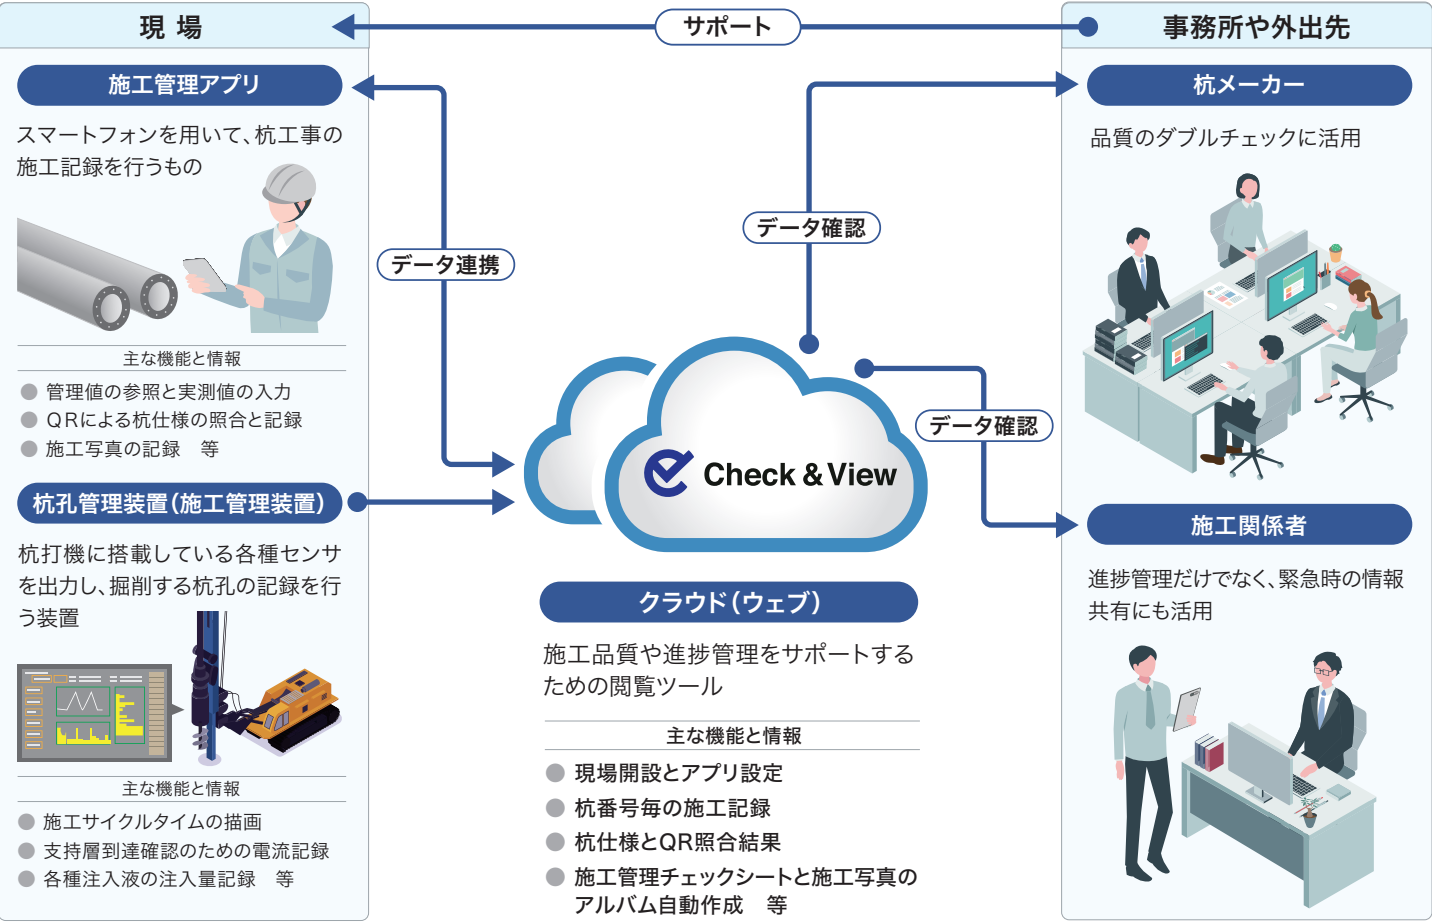 現 場
サポート
事務所や外出先
施工管理アプリ
スマートフォンを用いて、杭工事の
施工記録を行うもの
主な機能と情報
● 管理値の参照と実測値の入力
● QRによる杭仕様の照合と記録
● 施工写真の記録　等
杭孔管理装置(施工管理装置)
杭打機に搭載している各種センサ
を出力し、掘削する杭孔の記録を行
う装置
主な機能と情報
● 施工サイクルタイムの描画
● 支持層到達確認のための電流記録
● 各種注入液の注入量記録　等
データ連携
データ確認
データ確認
Check & View
クラウド(ウェブ)
施工品質や進捗管理をサポートする
ための閲覧ツール
主な機能と情報
● 現場開設とアプリ設定
● 杭番号毎の施工記録
● 杭仕様とQR照合結果
● 施工管理チェックシートと施工写真の
アルバム自動作成　等
杭メーカー
品質のダブルチェックに活用
施工関係者
進捗管理だけでなく、緊急時の情報
共有にも活用